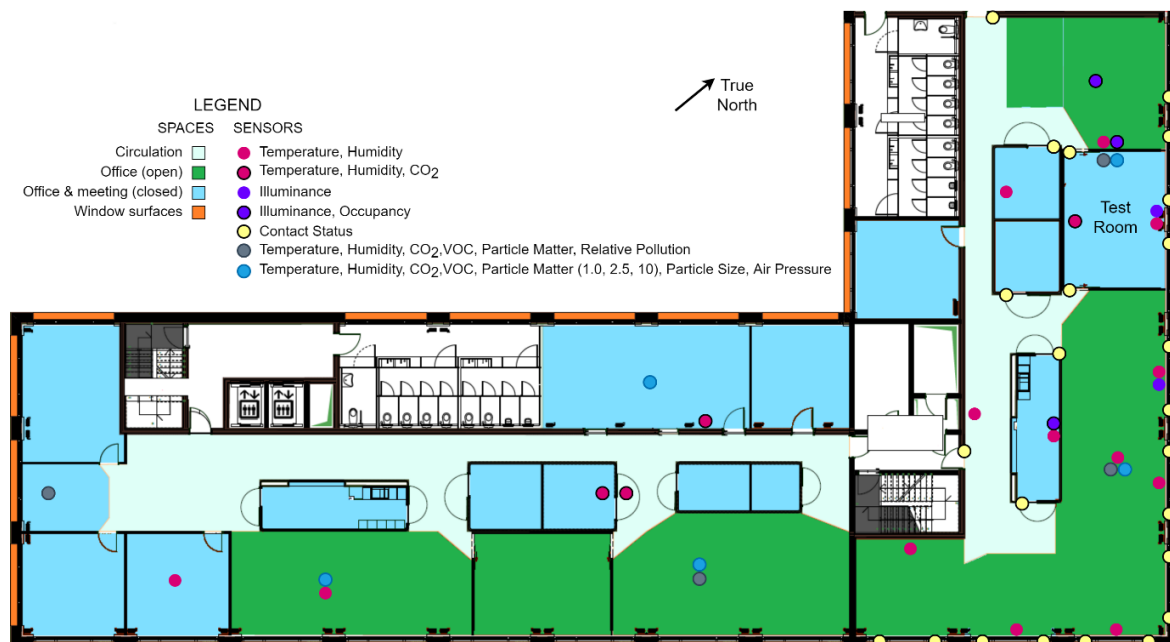 True
North
LEGEND
SPACES SENSORS
Circulation
Office (open)
Office & meeting (closed)
Window surfaces
Temperature, Humidity
Temperature, Humidity, CO2
Illuminance
Illuminance, Occupancy
Contact Status
Temperature, Humidity, CO2,VOC, Particle Matter, Relative Pollution
Temperature, Humidity, CO2,VOC, Particle Matter (1.0, 2.5, 10), Particle Size, Air Pressure
Test
Room